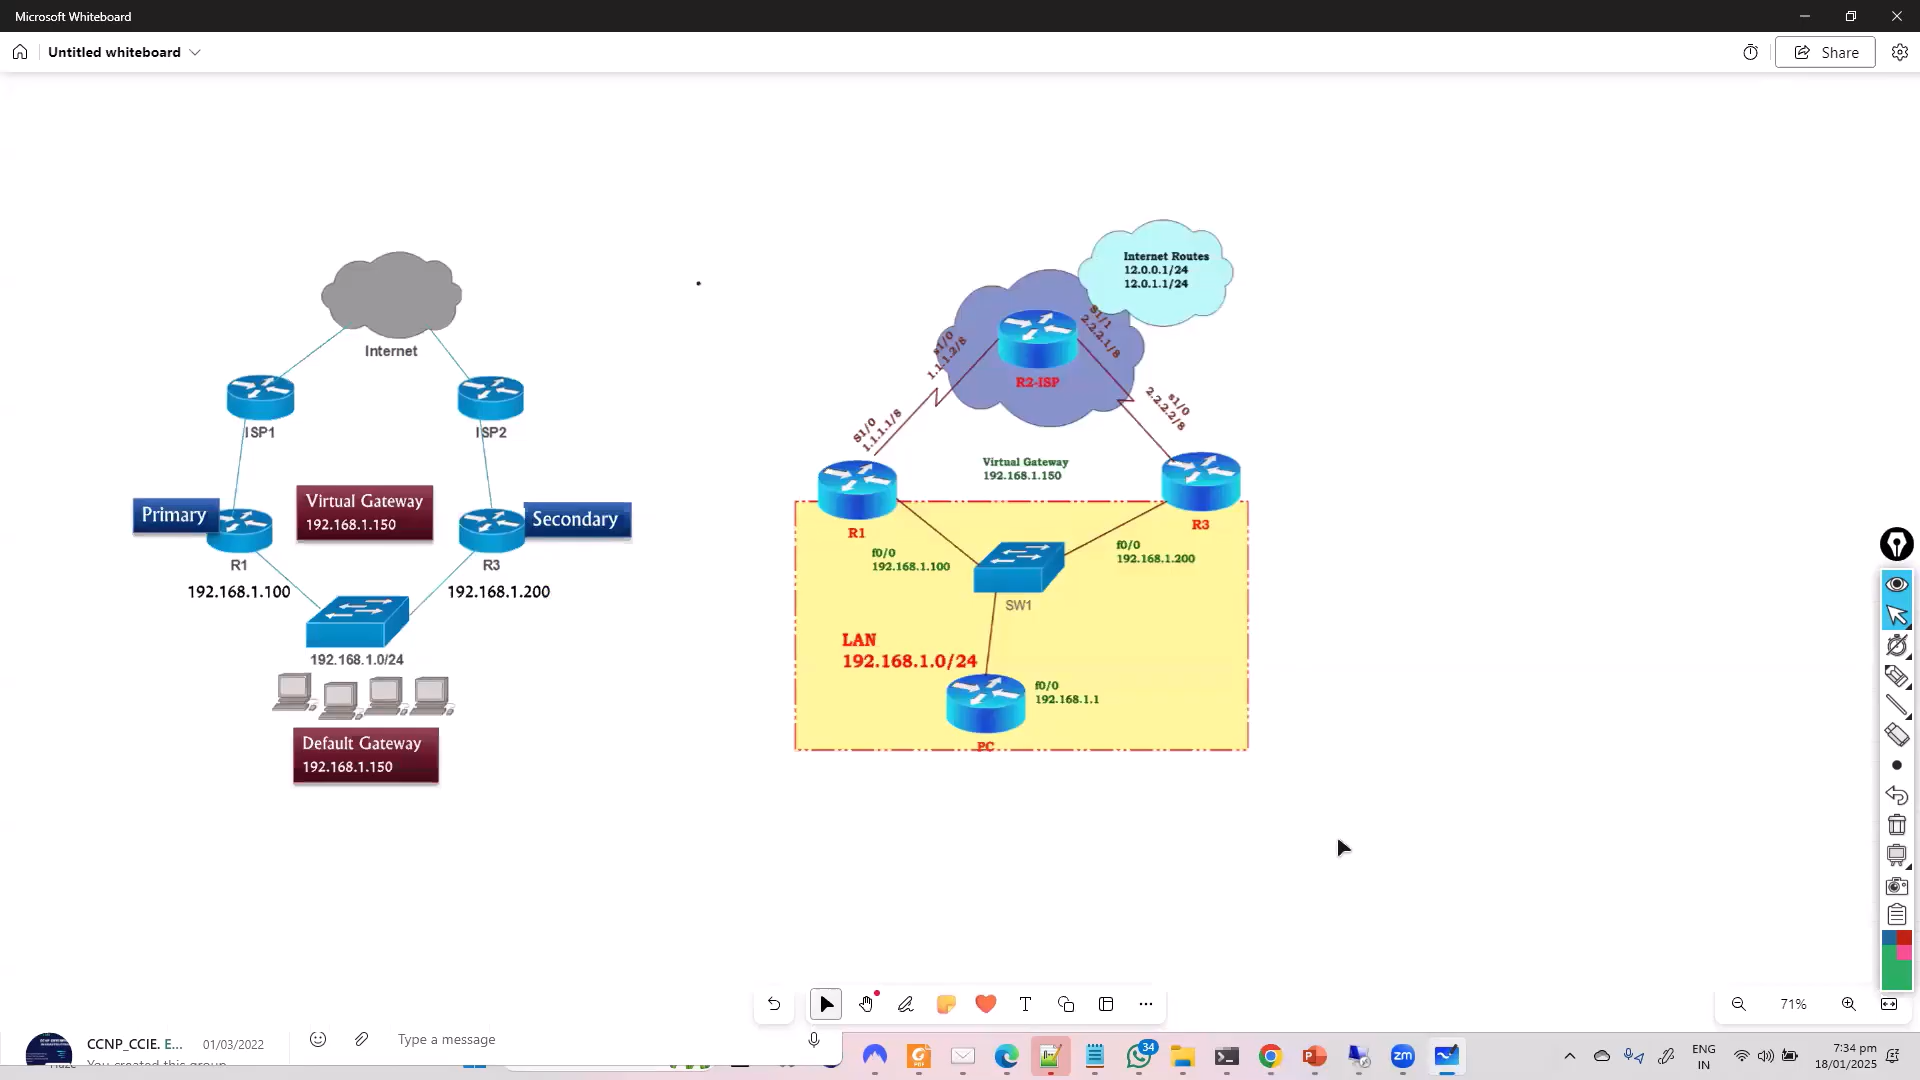 Microsoft Whiteboard
Untitled whiteboard
Share
Internet
ISP1
ISP2
Primary
Virtual Gateway
192.168.1.150
Secondary
R1
R3
192.168.1.100
192.168.1.200
192.168.1.0/24
Default Gateway
192.168.1.150
Internet Routes
12.0.0.1/24
12.0.1.1/24
s1/0
1.1.1.2/8
S1/1
2.2.2.1/8
R2-ISP
S1/0
1.1.1.1/8
s1/0
2.2.2.2/8
Virtual Gateway
192.168.1.150
R1
R3
f0/0
192.168.1.100
f0/0
192.168.1.200
SW1
LAN
192.168.1.0/24
f0/0
192.168.1.1
PC
71%
CCNP_CCIE. E... 01/03/2022
You created this group
Type a message
34
zm
ENG
IN
7:34 pm
18/01/2025